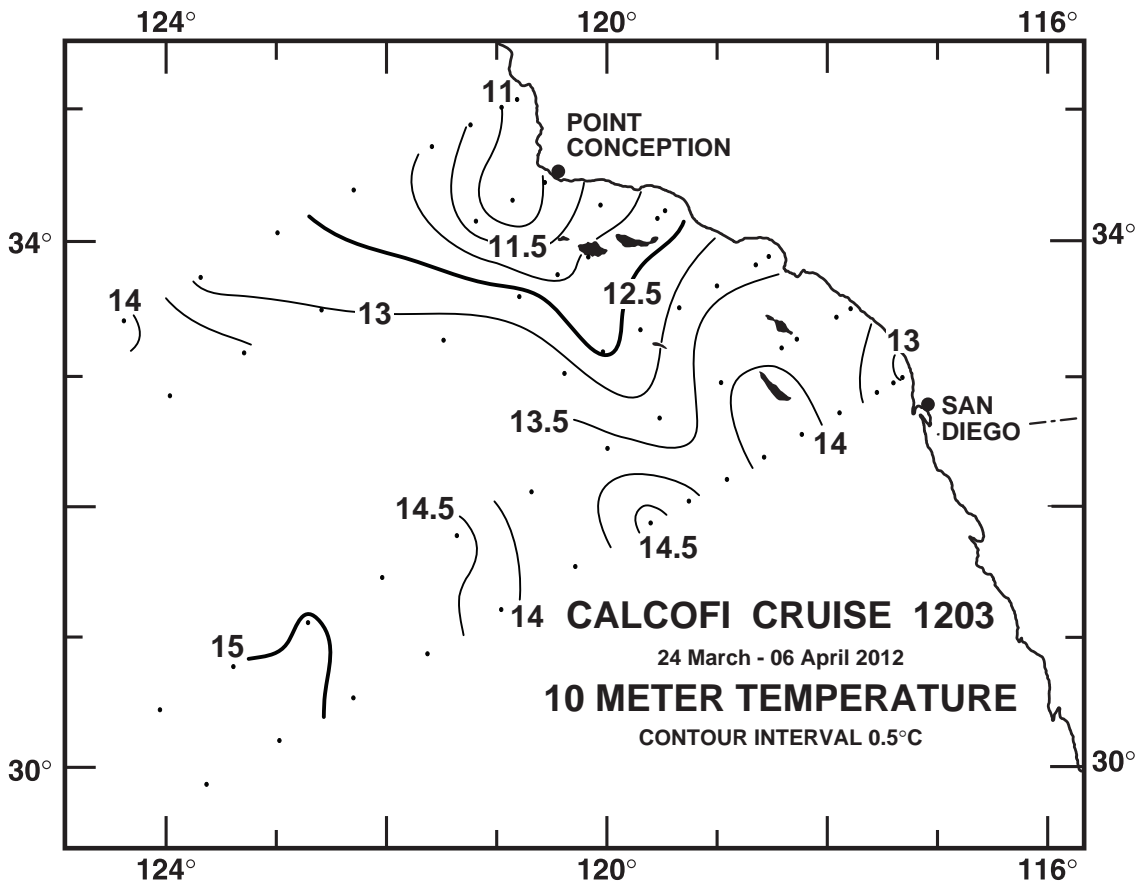 124° 120° 116°
11
POINT
CONCEPTION
34° 11.5 34°
14 12.5
13 13
13.5 SAN
DIEGO
14
14.5
14.5
14 CALCOFI CRUISE 1203
15 24 March - 06 April 2012
10 METER TEMPERATURE
CONTOUR INTERVAL 0.5°C
30° 30°
124° 120° 116°